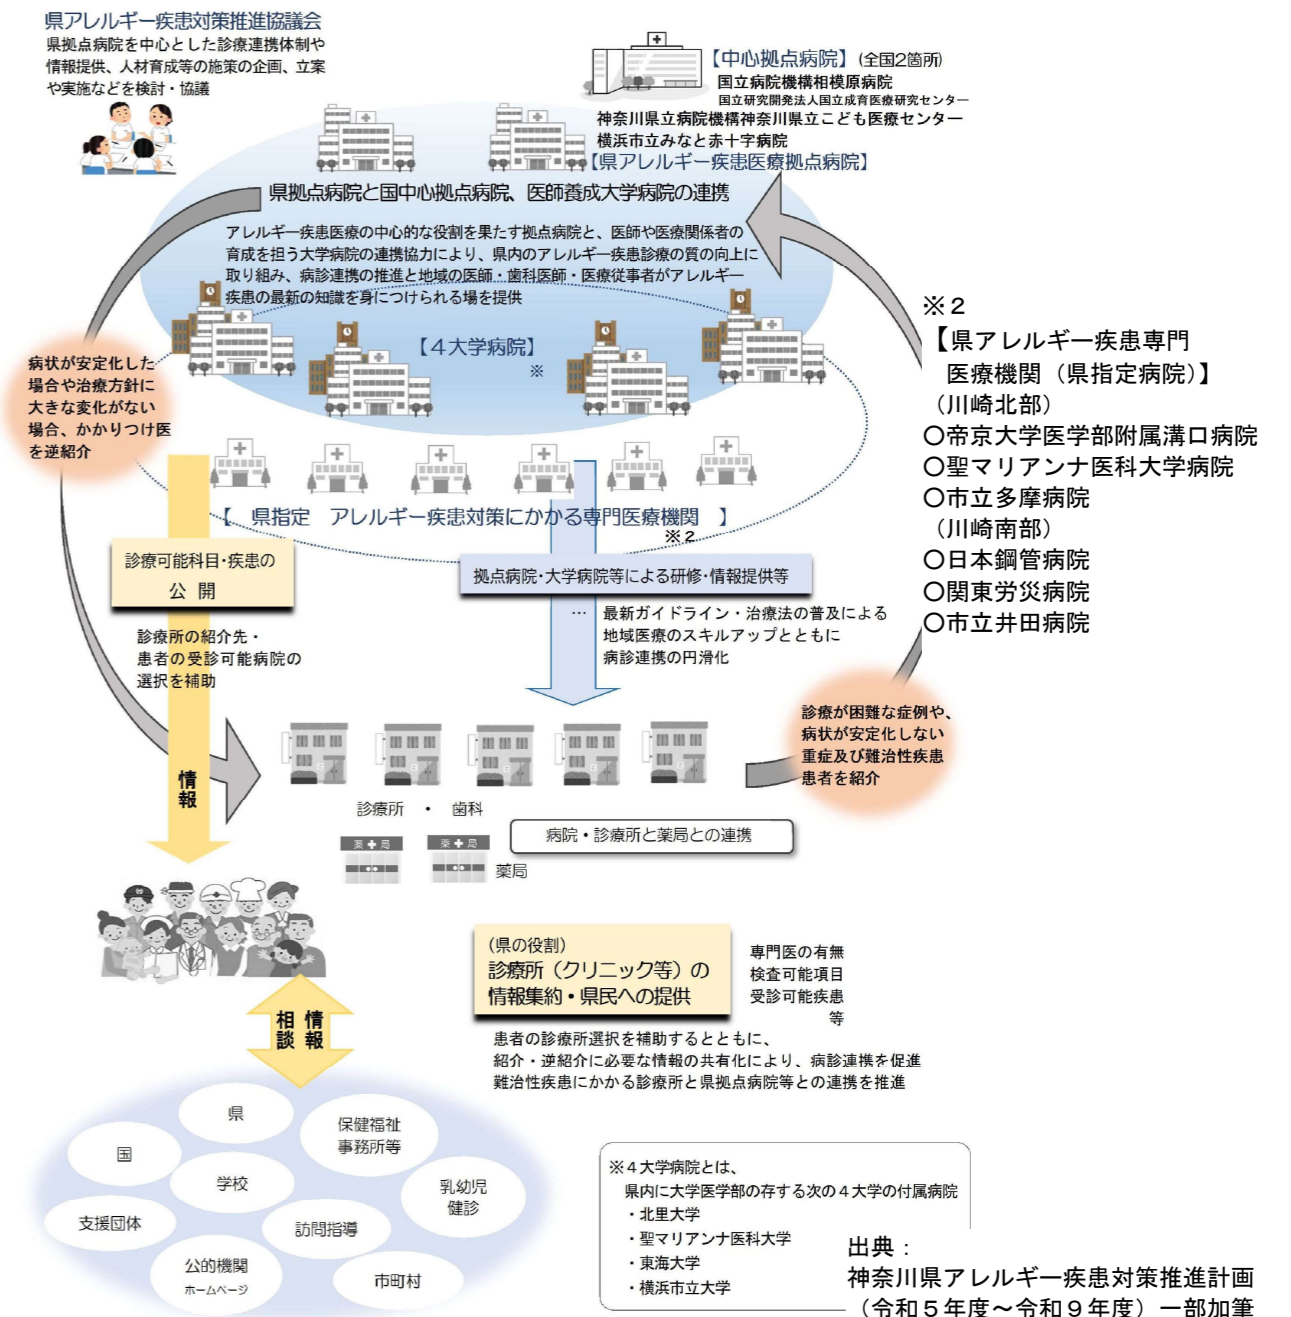 県アレルギー疾患対策推進協議会
県拠点病院を中心とした診療連携体制や
情報提供、人材育成等の施策の企画、立案
や実施などを検討・協議
【中心拠点病院】(全国2箇所)
国立病院機構相模原病院
国立研究開発法人国立成育医療研究センター
神奈川県立病院機構神奈川県立こども医療センター
横浜市立みなと赤十字病院
【県アレルギー疾患医療拠点病院】
県拠点病院と国中心拠点病院、医師養成大学病院の連携
アレルギー疾患医療の中心的な役割を果たす拠点病院と、医師や医療関係者の
育成を担う大学病院の連携協力により、県内のアレルギー疾患診療の質の向上に
取り組み、病診連携の推進と地域の医師・歯科医師・医療従事者がアレルギー
疾患の最新の知識を身につけられる場を提供
【４大学病院】
※
病状が安定化した
場合や治療方針に
大きな変化がない
場合、かかりつけ医
を逆紹介
【　県指定　アレルギー疾患対策にかかる専門医療機関　】
※２
診療可能科目・疾患の
公 開
診療所の紹介先・
患者の受診可能病院の
選択を補助
拠点病院・大学病院等による研修・情報提供等
… 最新ガイドライン・治療法の普及による
地域医療のスキルアップとともに
病診連携の円滑化
※２
【県アレルギー疾患専門
医療機関（県指定病院）】
（川崎北部）
〇帝京大学医学部附属溝口病院
〇聖マリアンナ医科大学病院
〇市立多摩病院
（川崎南部）
〇日本鋼管病院
〇関東労災病院
〇市立井田病院
診療が困難な症例や、
病状が安定化しない
重症及び難治性疾患
患者を紹介
情報
診療所　・　歯科
薬局
薬局
薬局
病院・診療所と薬局との連携
（県の役割）
診療所（クリニック等）の
情報集約・県民への提供
専門医の有無
検査可能項目
受診可能疾患
等
患者の診療所選択を補助するとともに、
紹介・逆紹介に必要な情報の共有化により、病診連携を促進
難治性疾患にかかる診療所と県拠点病院等との連携を推進
相談
情報
県
保健福祉
事務所等
国
学校
乳幼児
健診
支援団体
訪問指導
公的機関
ホームページ
市町村
※４大学病院とは、
県内に大学医学部の存する次の４大学の付属病院
・北里大学
・聖マリアンナ医科大学
・東海大学
・横浜市立大学
出典：
神奈川県アレルギー疾患対策推進計画
（令和５年度～令和９年度）一部加筆